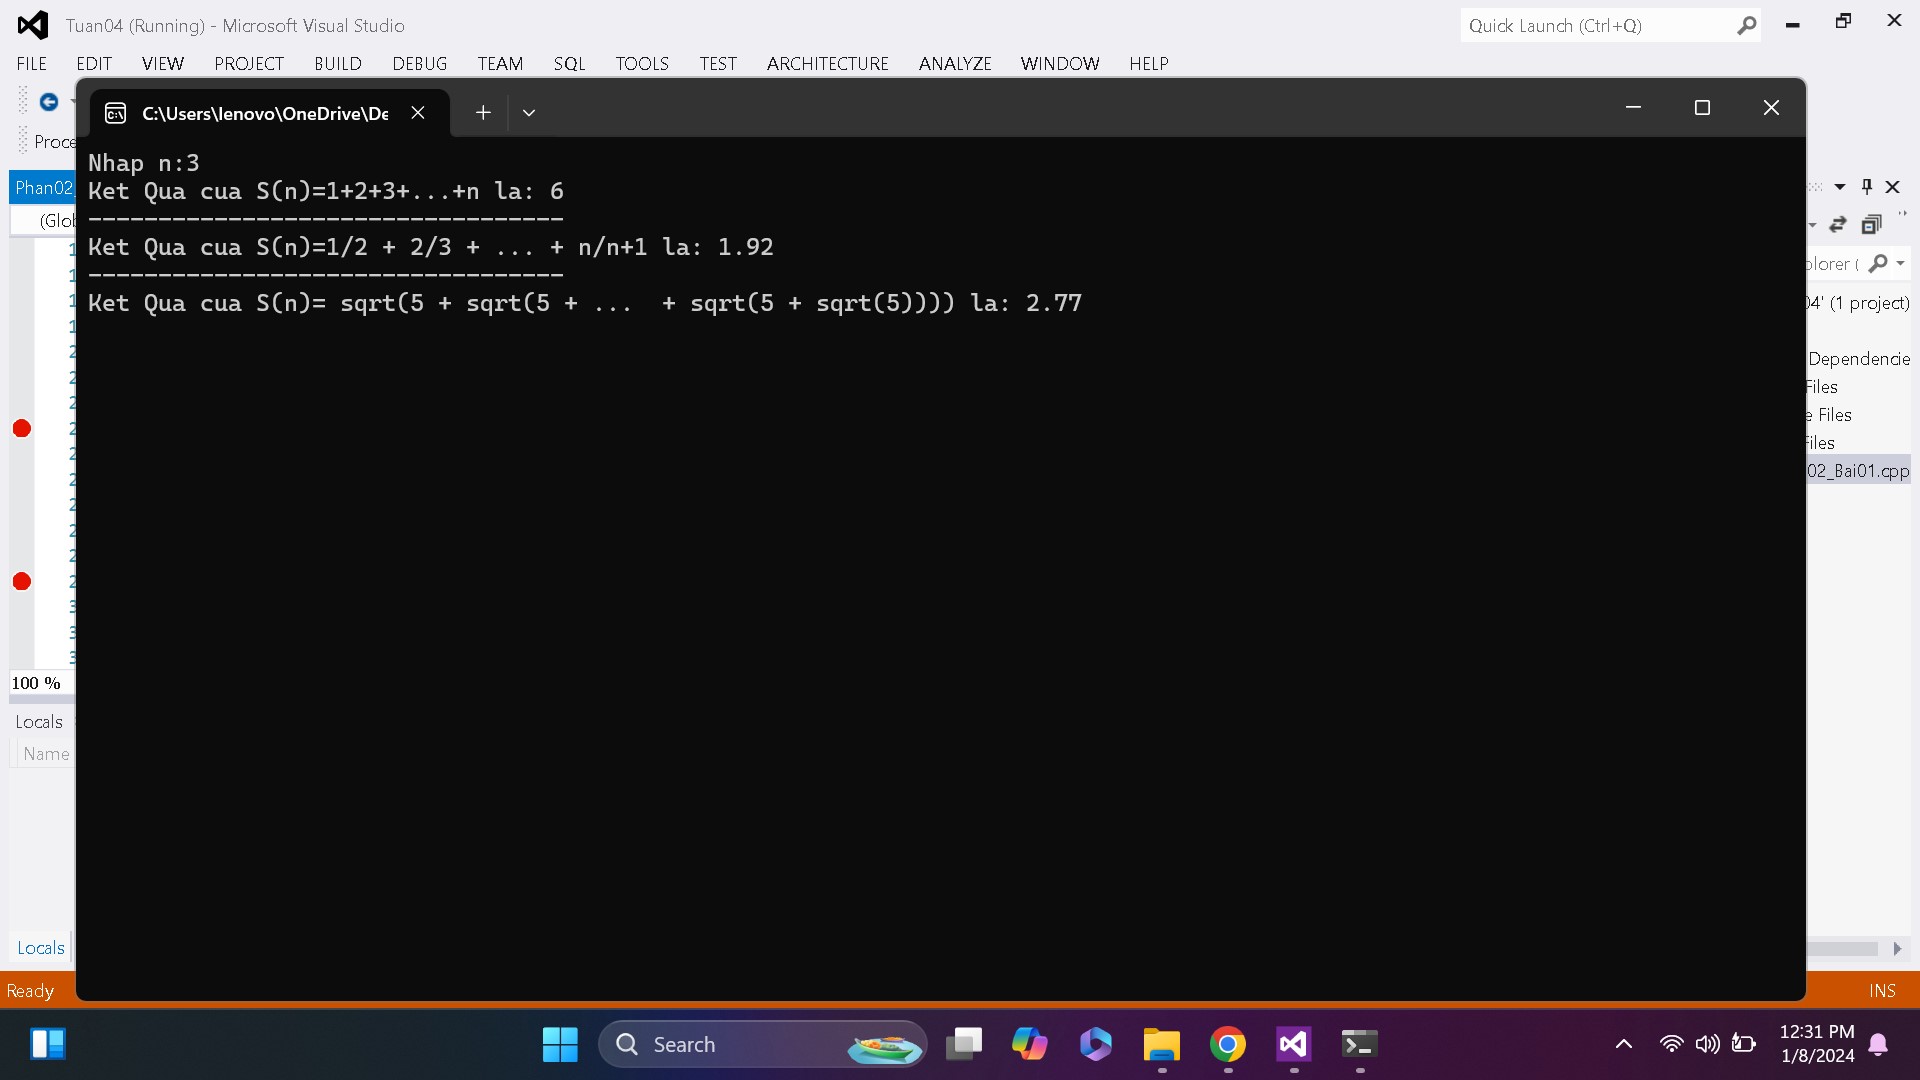 Tuan04 (Running) - Microsoft Visual Studio
Quick Launch (Ctrl+Q)
FILE EDIT VIEW PROJECT BUILD DEBUG TEAM SQL TOOLS TEST ARCHITECTURE ANALYZE WINDOW HELP
C:\Users\lenovo\OneDrive\De
Nhap n:3
Ket Qua cua S(n)=1+2+3+...+n la: 6
----------------------------------
Ket Qua cua S(n)=1/2 + 2/3 + ... + n/n+1 la: 1.92
----------------------------------
Ket Qua cua S(n)= sqrt(5 + sqrt(5 + ...  + sqrt(5 + sqrt(5)))) la: 2.77
Proce
Phan02_
(Glob
100 %
Locals
Name
Locals
Ready
plorer (
04' (1 project)
Dependencie
Files
e Files
Files
02_Bai01.cpp
INS
Search
12:31 PM
1/8/2024